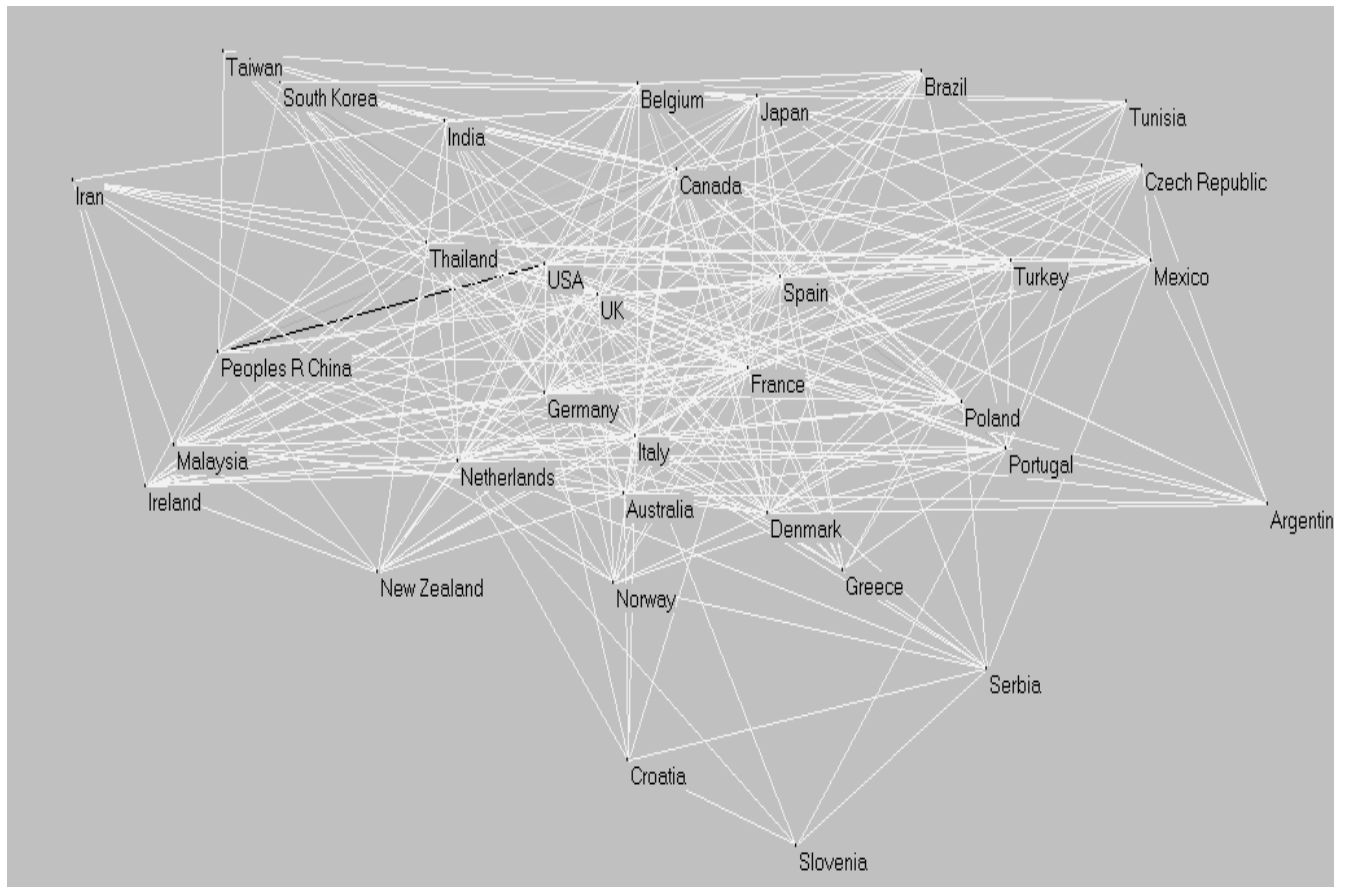 Taiwan
South Korea
Belgium
Japan
Brazil
Tunisia
India
Canada
Czech Republic
Iran
Thailand
USA
UK
Spain
Turkey
Mexico
Peoples R China
France
Germany
Poland
Italy
Portugal
Malaysia
Netherlands
Ireland
Australia
Denmark
Argentin
New Zealand
Norway
Greece
Serbia
Croatia
Slovenia